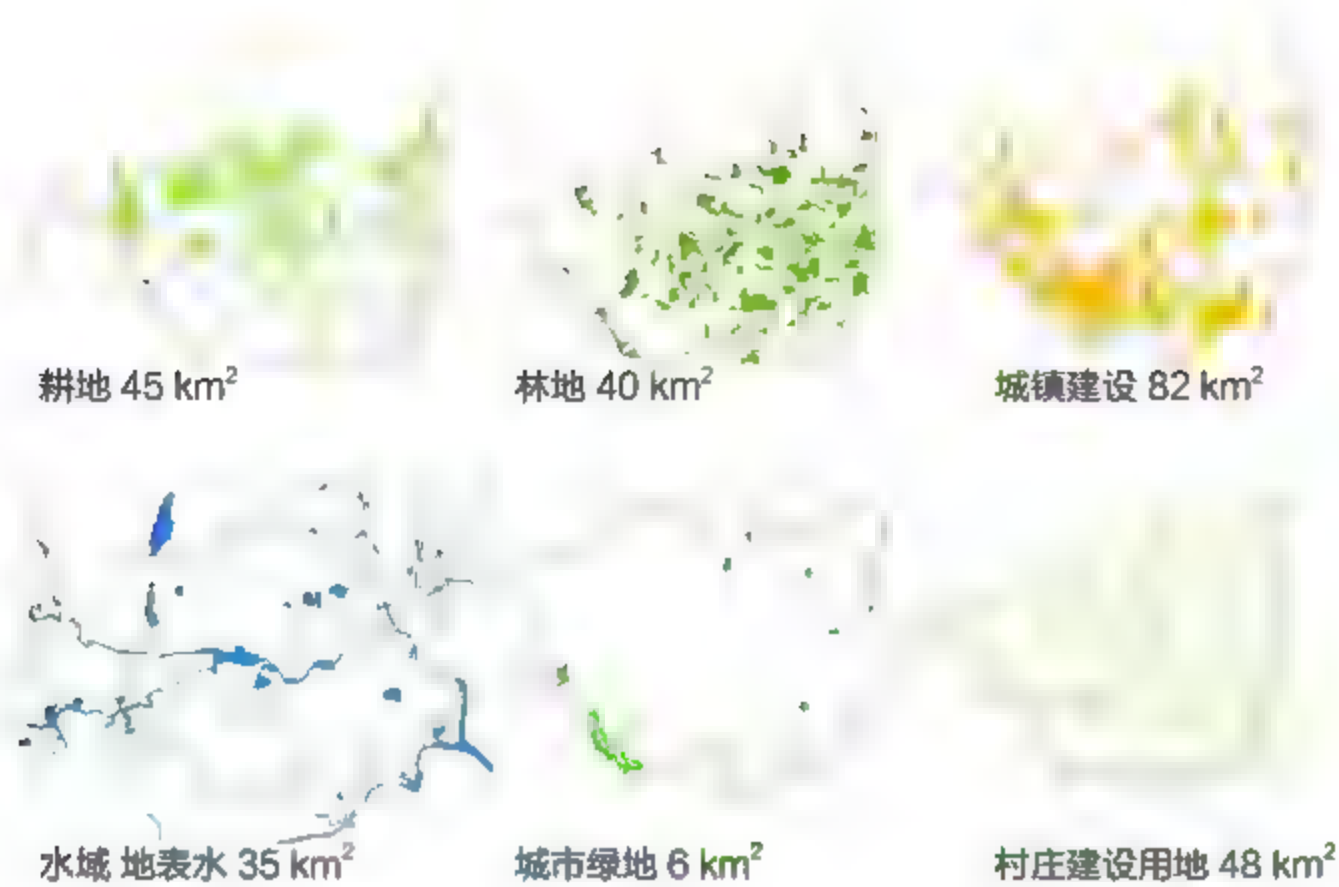 耕地 45 km²
林地 40 km²
城镇建设 82 km²
水域 地表水 35 km²
城市绿地 6 km²
村庄建设用地 48 km²